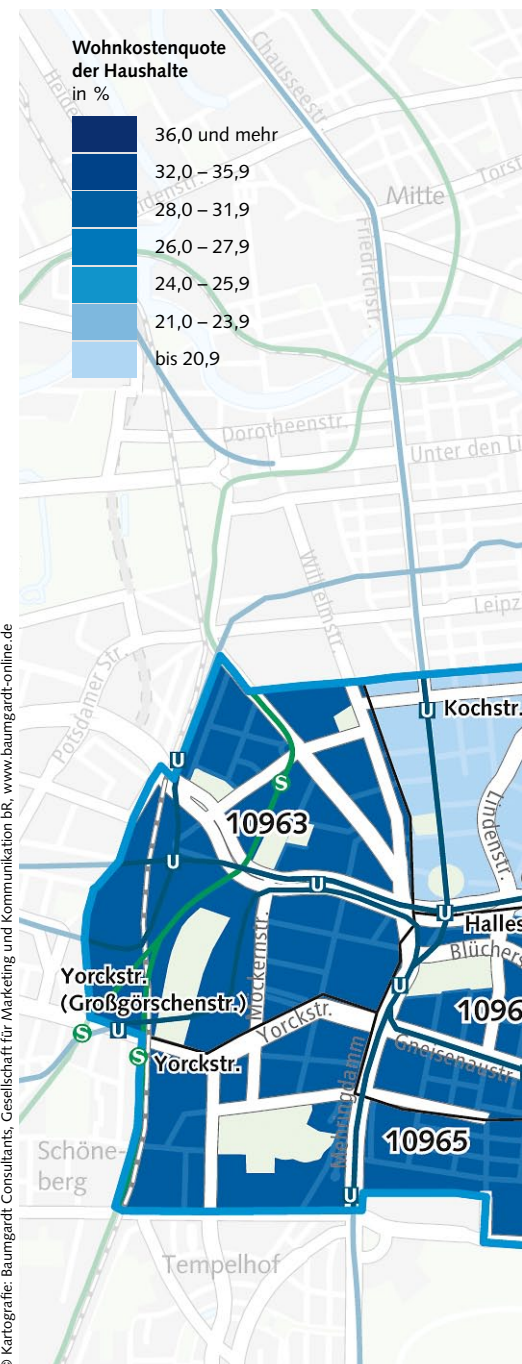 Wohnkostenquote
der Haushalte
in %
36,0 und mehr
32,0 – 35,9
28,0 – 31,9
26,0 – 27,9
24,0 – 25,9
21,0 – 23,9
bis 20,9
Chausseestr.
Mitte
Friedrichstr.
Dorotheenstr.
Unter den Li
Wilhelmstr.
Leipz
Potsdamer Str.
U
Kochstr.
U
S
Lindenstr.
10963
U
U
U
Halles
Blüchers
Möckernstr.
Yorckstr.
(Großgörschenstr.)
U
1096
Yorckstr.
S
U
Gneisenaustr.
S
Yorckstr.
Mehringdamm
10965
Schöne-
berg
U
Tempelhof
Kartografie: Baumgardt Consultants, Gesellschaft für Marketing und Kommunikation bR, www.baumgardt-online.de